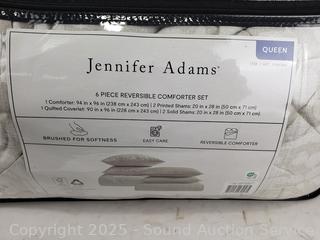 QUEEN
Jennifer Adams
6 PIECE REVERSIBLE COMFORTER SET
1 Comforter: 94 in x 96 in (238 cm x 243 cm) | 2 Printed Shams: 20 in x 28 in (50 cm x 71 cm)
1 Quilted Coverlet: 90 in x 96 in (228 cm x 243 cm) | 2 Solid Shams: 20 in x 28 in (50 cm x 71 cm)
BRUSHED FOR SOFTNESS
EASY CARE
REVERSIBLE COMFORTER
Copyright 2025 - Sound Auction Service